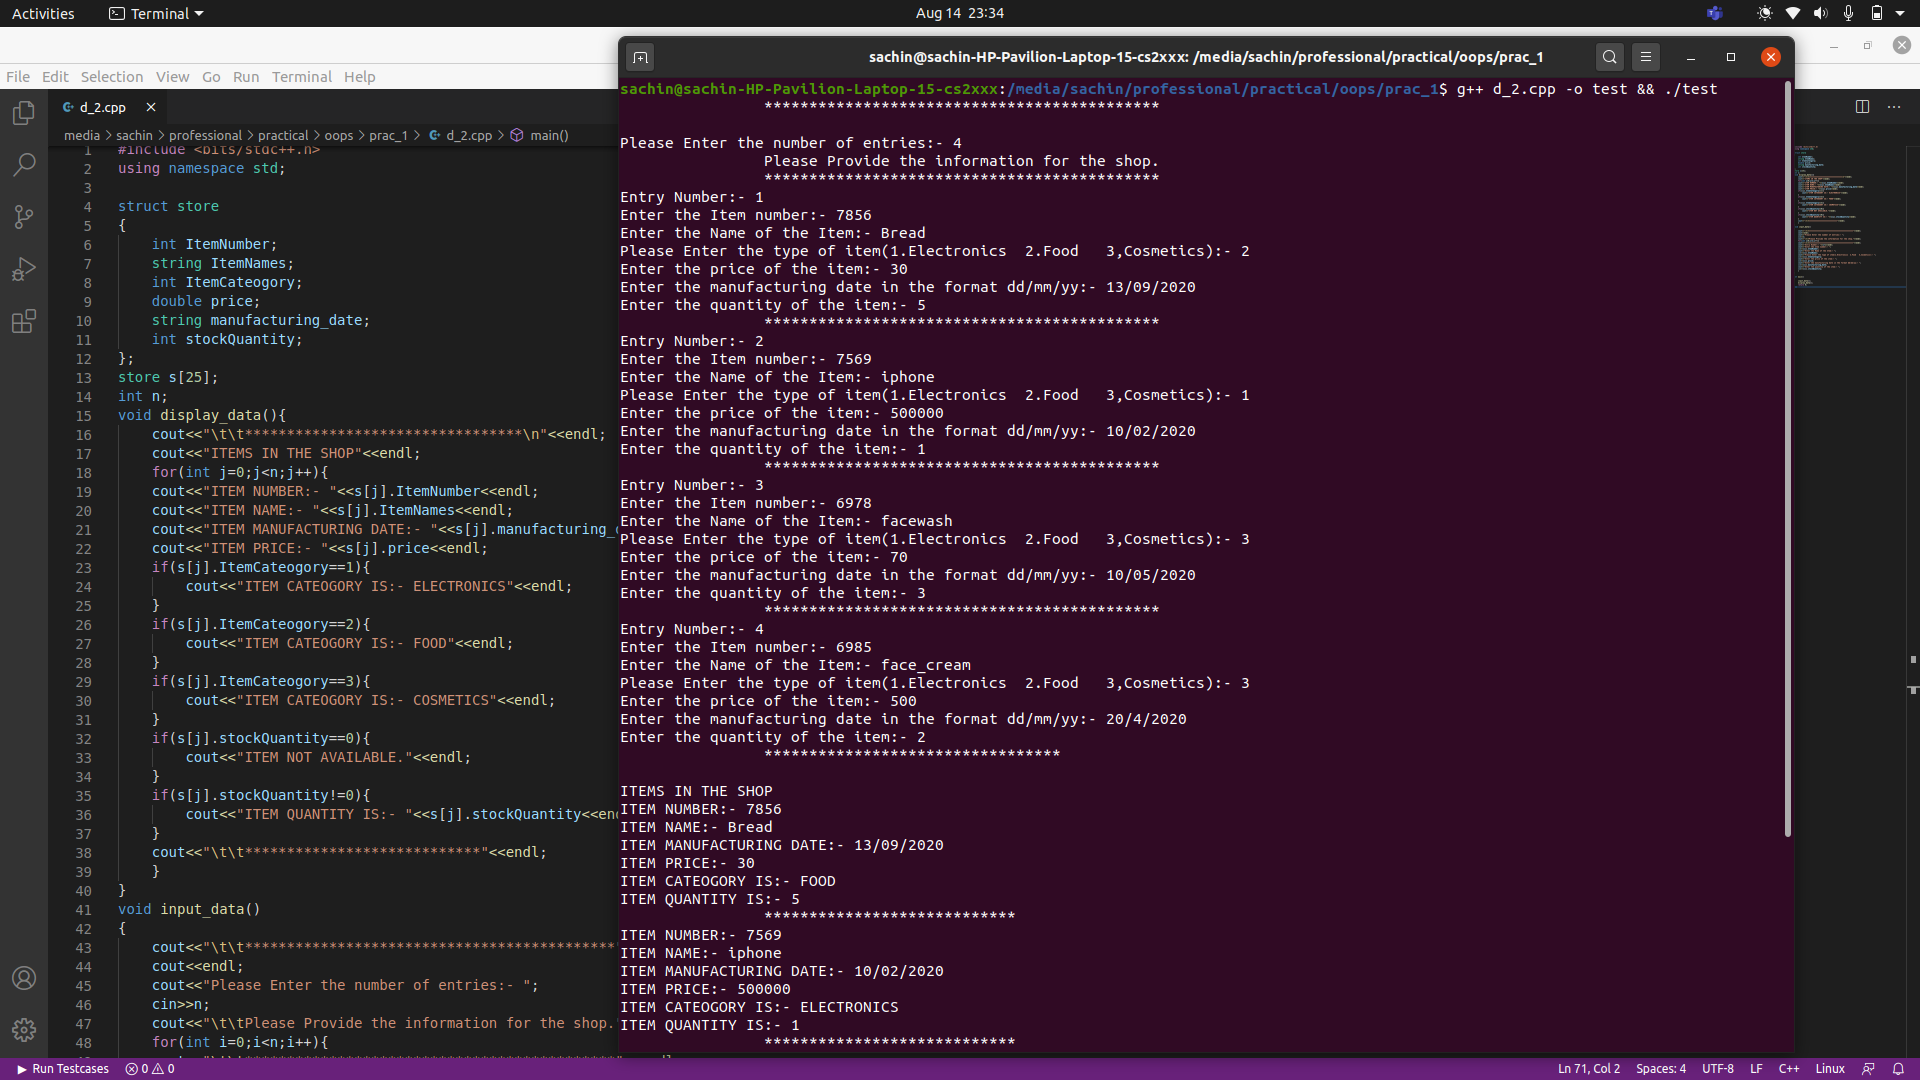 Activities
Terminal
Aug 14 23:34
File Edit Selection View Go Run Terminal Help
d_2.cpp
media > sachin > professional > practical > oops > prac_1 > d_2.cpp > main()
1 #include <bits/stdc++.h>
2 using namespace std;
3
4 struct store
5 {
6 int ItemNumber;
7 string ItemNames;
8 int ItemCateogory;
9 double price;
10 string manufacturing_date;
11 int stockQuantity;
12 };
13 store s[25];
14 int n;
15 void display_data(){
16 cout<<"\t\t*********************************\n"<<endl;
17 cout<<"ITEMS IN THE SHOP"<<endl;
18 for(int j=0;j<n;j++){
19 cout<<"ITEM NUMBER:- "<<s[j].ItemNumber<<endl;
20 cout<<"ITEM NAME:- "<<s[j].ItemNames<<endl;
21 cout<<"ITEM MANUFACTURING DATE:- "<<s[j].manufacturing_
22 cout<<"ITEM PRICE:- "<<s[j].price<<endl;
23 if(s[j].ItemCateogory==1){
24 cout<<"ITEM CATEOGORY IS:- ELECTRONICS"<<endl;
25 }
26 if(s[j].ItemCateogory==2){
27 cout<<"ITEM CATEOGORY IS:- FOOD"<<endl;
28 }
29 if(s[j].ItemCateogory==3){
30 cout<<"ITEM CATEOGORY IS:- COSMETICS"<<endl;
31 }
32 if(s[j].stockQuantity==0){
33 cout<<"ITEM NOT AVAILABLE."<<endl;
34 }
35 if(s[j].stockQuantity!=0){
36 cout<<"ITEM QUANTITY IS:- "<<s[j].stockQuantity<<en
37 }
38 cout<<"\t\t****************************"<<endl;
39 }
40 }
41 void input_data()
42 {
43 cout<<"\t\t********************************************
44 cout<<endl;
45 cout<<"Please Enter the number of entries:- ";
46 cin>>n;
47 cout<<"\t\tPlease Provide the information for the shop.
48 for(int i=0;i<n;i++){
sachin@sachin-HP-Pavilion-Laptop-15-cs2xxx: /media/sachin/professional/practical/oops/prac_1
sachin@sachin-HP-Pavilion-Laptop-15-cs2xxx:/media/sachin/professional/practical/oops/prac_1$ g++ d_2.cpp -o test && ./test
********************************************
Please Enter the number of entries:- 4
Please Provide the information for the shop.
********************************************
Entry Number:- 1
Enter the Item number:- 7856
Enter the Name of the Item:- Bread
Please Enter the type of item(1.Electronics 2.Food 3,Cosmetics):- 2
Enter the price of the item:- 30
Enter the manufacturing date in the format dd/mm/yy:- 13/09/2020
Enter the quantity of the item:- 5
********************************************
Entry Number:- 2
Enter the Item number:- 7569
Enter the Name of the Item:- iphone
Please Enter the type of item(1.Electronics 2.Food 3,Cosmetics):- 1
Enter the price of the item:- 500000
Enter the manufacturing date in the format dd/mm/yy:- 10/02/2020
Enter the quantity of the item:- 1
********************************************
Entry Number:- 3
Enter the Item number:- 6978
Enter the Name of the Item:- facewash
Please Enter the type of item(1.Electronics 2.Food 3,Cosmetics):- 3
Enter the price of the item:- 70
Enter the manufacturing date in the format dd/mm/yy:- 10/05/2020
Enter the quantity of the item:- 3
********************************************
Entry Number:- 4
Enter the Item number:- 6985
Enter the Name of the Item:- face_cream
Please Enter the type of item(1.Electronics 2.Food 3,Cosmetics):- 3
Enter the price of the item:- 500
Enter the manufacturing date in the format dd/mm/yy:- 20/4/2020
Enter the quantity of the item:- 2
*********************************
ITEMS IN THE SHOP
ITEM NUMBER:- 7856
ITEM NAME:- Bread
ITEM MANUFACTURING DATE:- 13/09/2020
ITEM PRICE:- 30
ITEM CATEOGORY IS:- FOOD
ITEM QUANTITY IS:- 5
****************************
ITEM NUMBER:- 7569
ITEM NAME:- iphone
ITEM MANUFACTURING DATE:- 10/02/2020
ITEM PRICE:- 500000
ITEM CATEOGORY IS:- ELECTRONICS
ITEM QUANTITY IS:- 1
****************************
Run Testcases 0 0
Ln 71, Col 2 Spaces: 4 UTF-8 LF C++ Linux